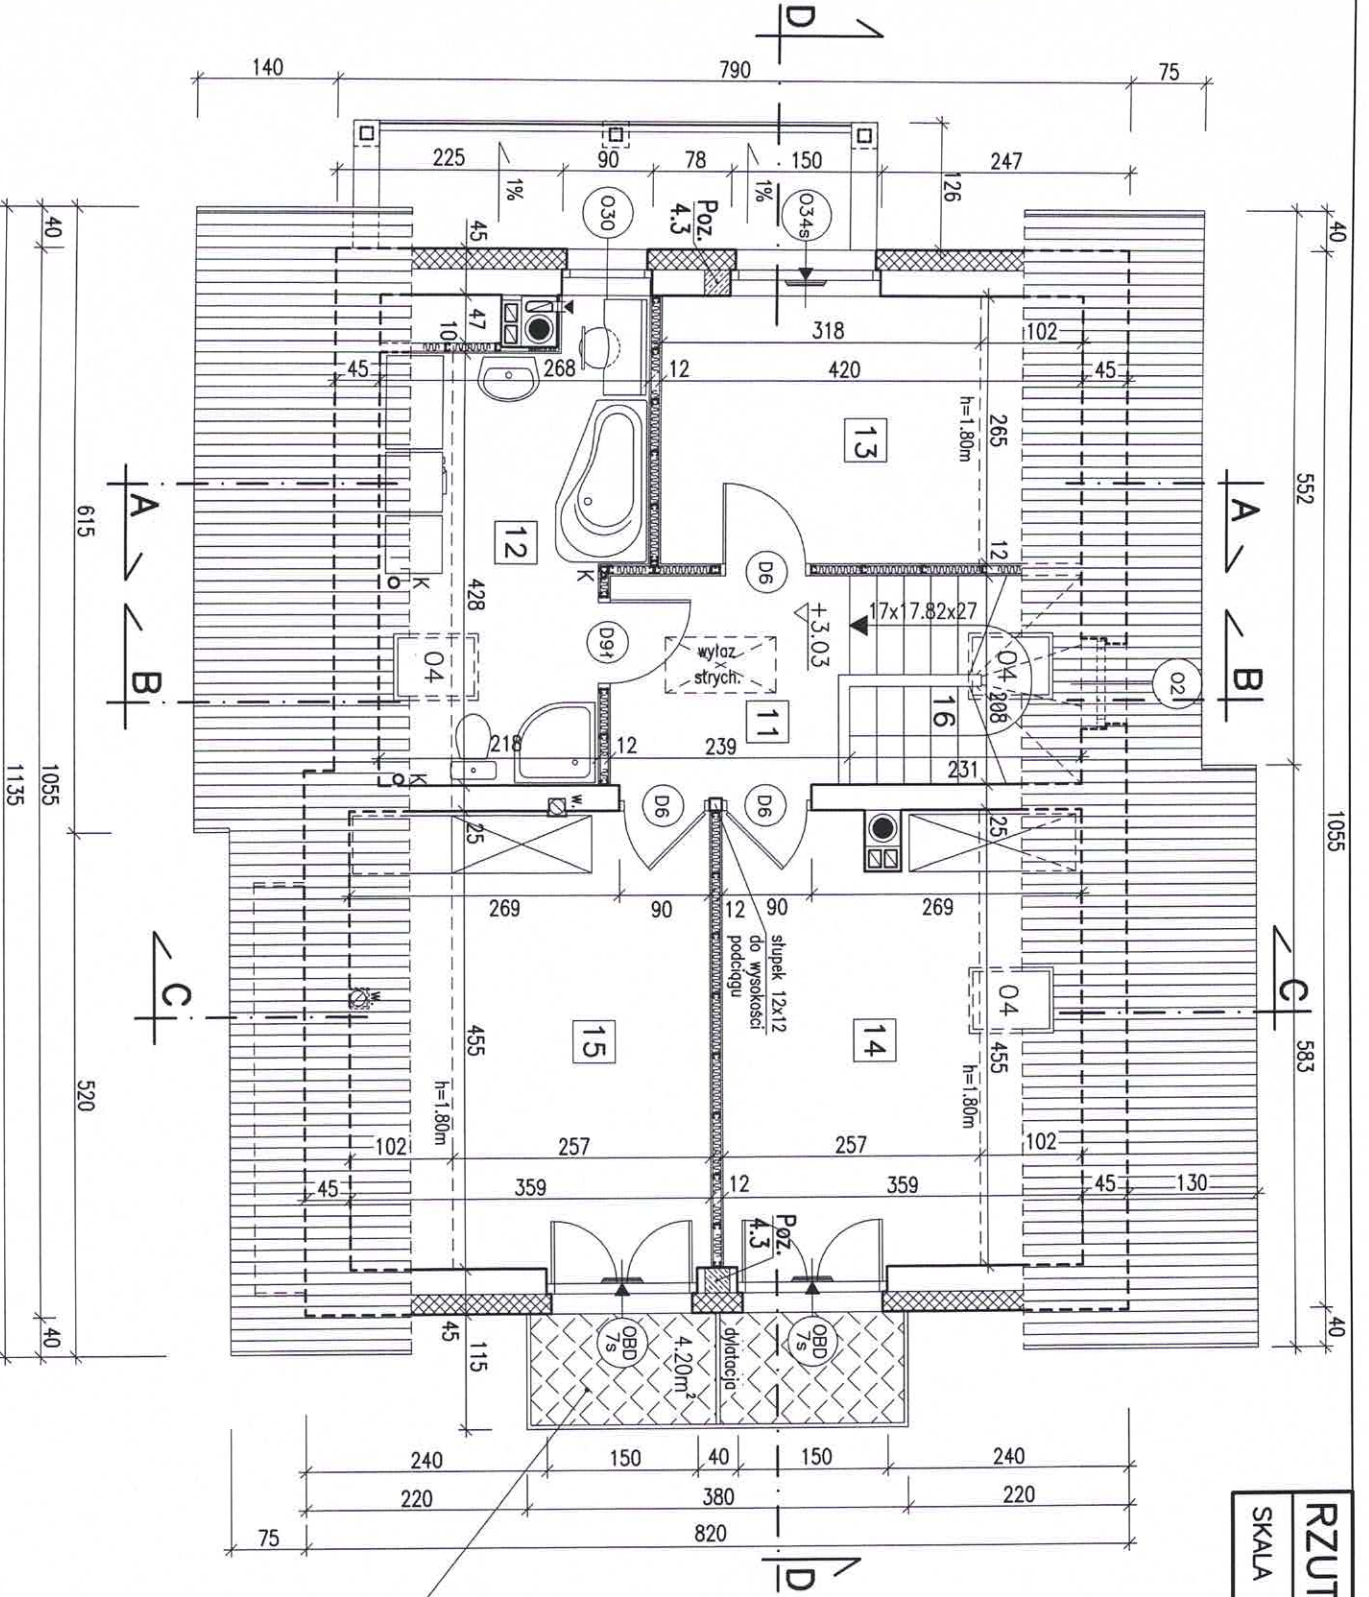 D
140
790
75
225
90
78
150
247
126
1%
1%
O30
O34s
Poz.
4.3
40
45
47
10
318
102
45
268
12
420
45
40
h=1.80m
265
13
552
A
A
615
12
12
K
K
428
D6
D91
+3.03
17x17.82x27
wyłaz
strych.
O4
O4
208
O2
B
B
11
16
218
12
239
231
K
w.
D6
D6
25
25
1055
1135
1055
269
90
12
90
269
słupek 12x12
do wysokości
podciągu
w.
C
C
O4
15
14
455
455
583
520
h=1.80m
h=1.80m
102
257
257
102
45
359
12
359
45
130
Poz.
4.3
40
45
115
OBD
7s
4.20m²
dylatacja
OBD
7s
40
240
150
40
150
240
220
380
220
75
820
D
RZUT
SKALA